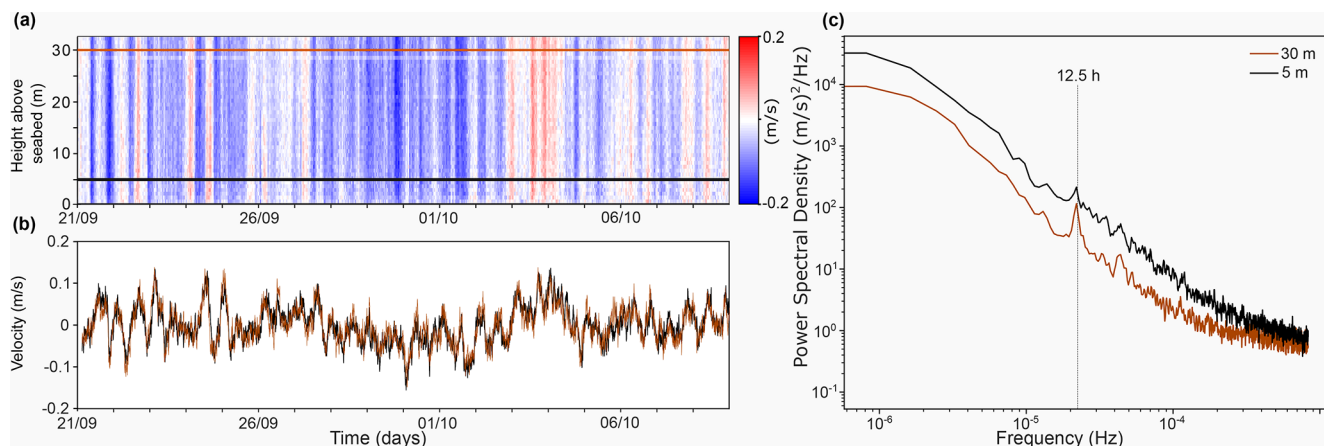 (a)
Height above
seabed (m)
30
20
10
0
21/09
26/09
01/10
06/10
0.2
(m/s)
-0.2
(b)
Velocity (m/s)
0.2
0.1
0
-0.1
-0.2
21/09
26/09
01/10
06/10
Time (days)
(c)
Power Spectral Density (m/s)²/Hz)
10⁴
10³
10²
10¹
10⁰
10⁻¹
12.5 h
30 m
5 m
10⁻⁶
10⁻⁵
10⁻⁴
Frequency (Hz)